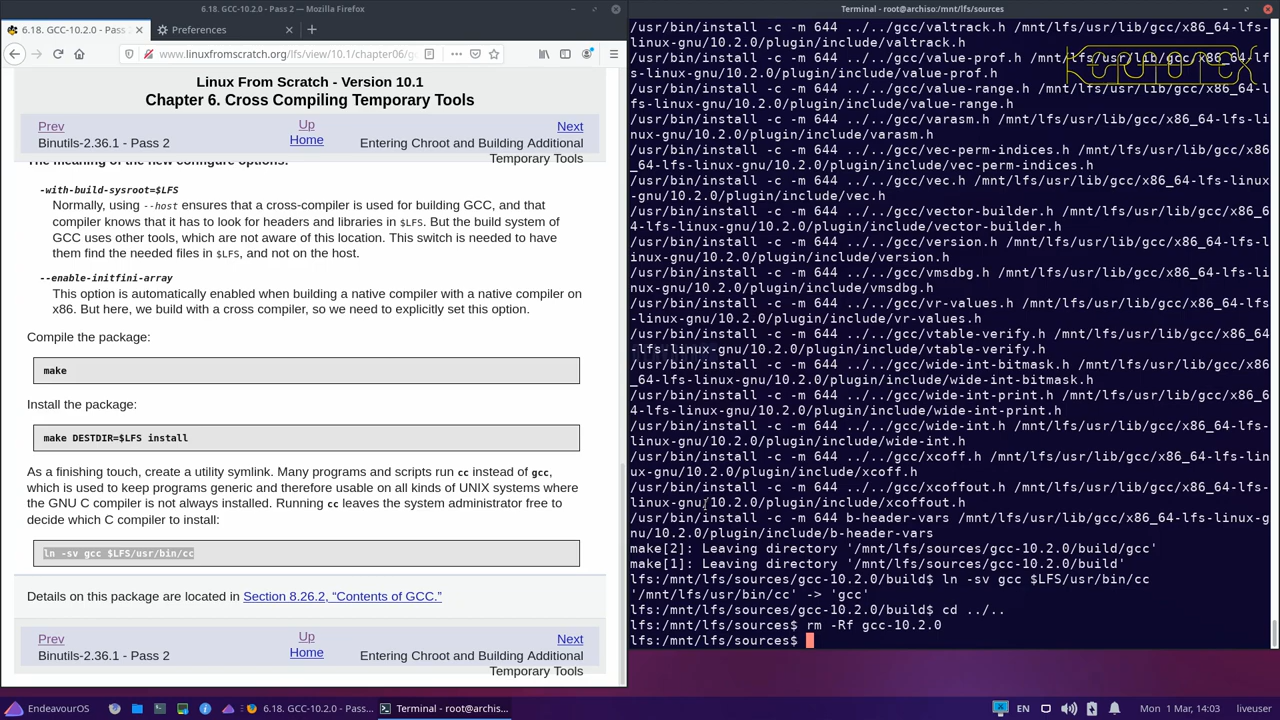 6.18. GCC-10.2.0 - Pass 2 — Mozilla Firefox
6.18. GCC-10.2.0 - Pass 2
Preferences
www.linuxfromscratch.org/lfs/view/10.1/chapter06/g
Linux From Scratch - Version 10.1
Chapter 6. Cross Compiling Temporary Tools
Prev
Up
Next
Binutils-2.36.1 - Pass 2
Home
Entering Chroot and Building Additional
Temporary Tools
The meaning of the new configure options:
-with-build-sysroot=$LFS
Normally, using --host ensures that a cross-compiler is used for building GCC, and that
compiler knows that it has to look for headers and libraries in $LFS. But the build system of
GCC uses other tools, which are not aware of this location. This switch is needed to have
them find the needed files in $LFS, and not on the host.
--enable-initfini-array
This option is automatically enabled when building a native compiler with a native compiler on
x86. But here, we build with a cross compiler, so we need to explicitly set this option.
Compile the package:
make
Install the package:
make DESTDIR=$LFS install
As a finishing touch, create a utility symlink. Many programs and scripts run cc instead of gcc,
which is used to keep programs generic and therefore usable on all kinds of UNIX systems where
the GNU C compiler is not always installed. Running cc leaves the system administrator free to
decide which C compiler to install:
ln -sv gcc $LFS/usr/bin/cc
Details on this package are located in Section 8.26.2, “Contents of GCC.”
Prev
Up
Next
Binutils-2.36.1 - Pass 2
Home
Entering Chroot and Building Additional
Temporary Tools
Terminal - root@archiso:/mnt/lfs/sources
/usr/bin/install -c -m 644 ../../gcc/valtrack.h /mnt/lfs/usr/lib/gcc/x86_64-lfs-
linux-gnu/10.2.0/plugin/include/valtrack.h
/usr/bin/install -c -m 644 ../../gcc/value-prof.h /mnt/lfs/usr/lib/gcc/x86_64-lf
s-linux-gnu/10.2.0/plugin/include/value-prof.h
/usr/bin/install -c -m 644 ../../gcc/value-range.h /mnt/lfs/usr/lib/gcc/x86_64-l
fs-linux-gnu/10.2.0/plugin/include/value-range.h
/usr/bin/install -c -m 644 ../../gcc/varasm.h /mnt/lfs/usr/lib/gcc/x86_64-lfs-li
nux-gnu/10.2.0/plugin/include/varasm.h
/usr/bin/install -c -m 644 ../../gcc/vec-perm-indices.h /mnt/lfs/usr/lib/gcc/x86
_64-lfs-linux-gnu/10.2.0/plugin/include/vec-perm-indices.h
/usr/bin/install -c -m 644 ../../gcc/vec.h /mnt/lfs/usr/lib/gcc/x86_64-lfs-linux
-gnu/10.2.0/plugin/include/vec.h
/usr/bin/install -c -m 644 ../../gcc/vector-builder.h /mnt/lfs/usr/lib/gcc/x86_6
4-lfs-linux-gnu/10.2.0/plugin/include/vector-builder.h
/usr/bin/install -c -m 644 ../../gcc/version.h /mnt/lfs/usr/lib/gcc/x86_64-lfs-l
inux-gnu/10.2.0/plugin/include/version.h
/usr/bin/install -c -m 644 ../../gcc/vmsdbg.h /mnt/lfs/usr/lib/gcc/x86_64-lfs-li
nux-gnu/10.2.0/plugin/include/vmsdbg.h
/usr/bin/install -c -m 644 ../../gcc/vr-values.h /mnt/lfs/usr/lib/gcc/x86_64-lfs
-linux-gnu/10.2.0/plugin/include/vr-values.h
/usr/bin/install -c -m 644 ../../gcc/vtable-verify.h /mnt/lfs/usr/lib/gcc/x86_64
-lfs-linux-gnu/10.2.0/plugin/include/vtable-verify.h
/usr/bin/install -c -m 644 ../../gcc/wide-int-bitmask.h /mnt/lfs/usr/lib/gcc/x86
_64-lfs-linux-gnu/10.2.0/plugin/include/wide-int-bitmask.h
/usr/bin/install -c -m 644 ../../gcc/wide-int-print.h /mnt/lfs/usr/lib/gcc/x86_6
4-lfs-linux-gnu/10.2.0/plugin/include/wide-int-print.h
/usr/bin/install -c -m 644 ../../gcc/wide-int.h /mnt/lfs/usr/lib/gcc/x86_64-lfs-
linux-gnu/10.2.0/plugin/include/wide-int.h
/usr/bin/install -c -m 644 ../../gcc/xcoff.h /mnt/lfs/usr/lib/gcc/x86_64-lfs-lin
ux-gnu/10.2.0/plugin/include/xcoff.h
/usr/bin/install -c -m 644 ../../gcc/xcoffout.h /mnt/lfs/usr/lib/gcc/x86_64-lfs-
linux-gnu/10.2.0/plugin/include/xcoffout.h
/usr/bin/install -c -m 644 b-header-vars /mnt/lfs/usr/lib/gcc/x86_64-lfs-linux-g
nu/10.2.0/plugin/include/b-header-vars
make[2]: Leaving directory '/mnt/lfs/sources/gcc-10.2.0/build/gcc'
make[1]: Leaving directory '/mnt/lfs/sources/gcc-10.2.0/build'
lfs:/mnt/lfs/sources/gcc-10.2.0/build$ ln -sv gcc $LFS/usr/bin/cc
'/mnt/lfs/usr/bin/cc' -> 'gcc'
lfs:/mnt/lfs/sources/gcc-10.2.0/build$ cd ../..
lfs:/mnt/lfs/sources$ rm -Rf gcc-10.2.0
lfs:/mnt/lfs/sources$
EndeavourOS
6.18. GCC-10.2.0 - Pass 2...
Terminal - root@archiso:/...
EN
Mon 1 Mar, 14:03
liveuser